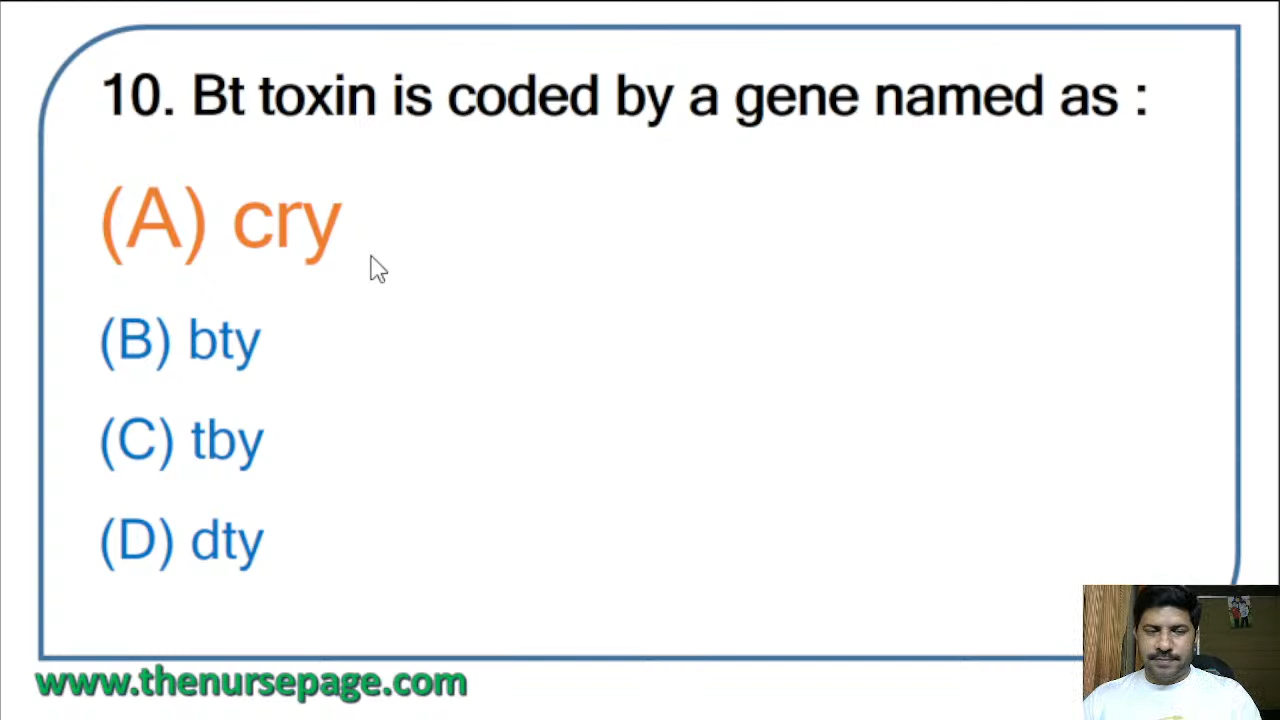 10. Bt toxin is coded by a gene named as :
(A) cry
(B) bty
(C) tby
(D) dty
www.thenursepage.com